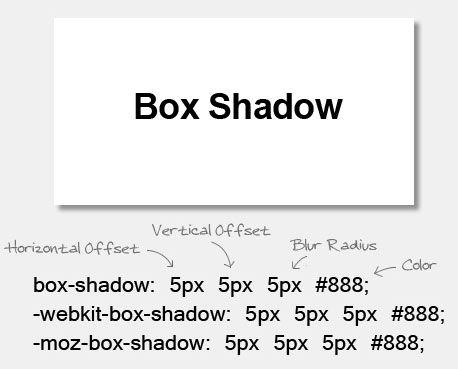 Box Shadow
Vertical Offset
Horizontal Offset
Blur Radius
Color
box-shadow: 5px 5px 5px #888;
-webkit-box-shadow: 5px 5px 5px #888;
-moz-box-shadow: 5px 5px 5px #888;